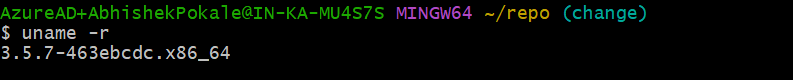 AzureAD+AbhishekPokale@IN-KA-MU4S7S MINGW64 ~/repo (change)
$ uname -r
3.5.7-463ebcdc.x86_64